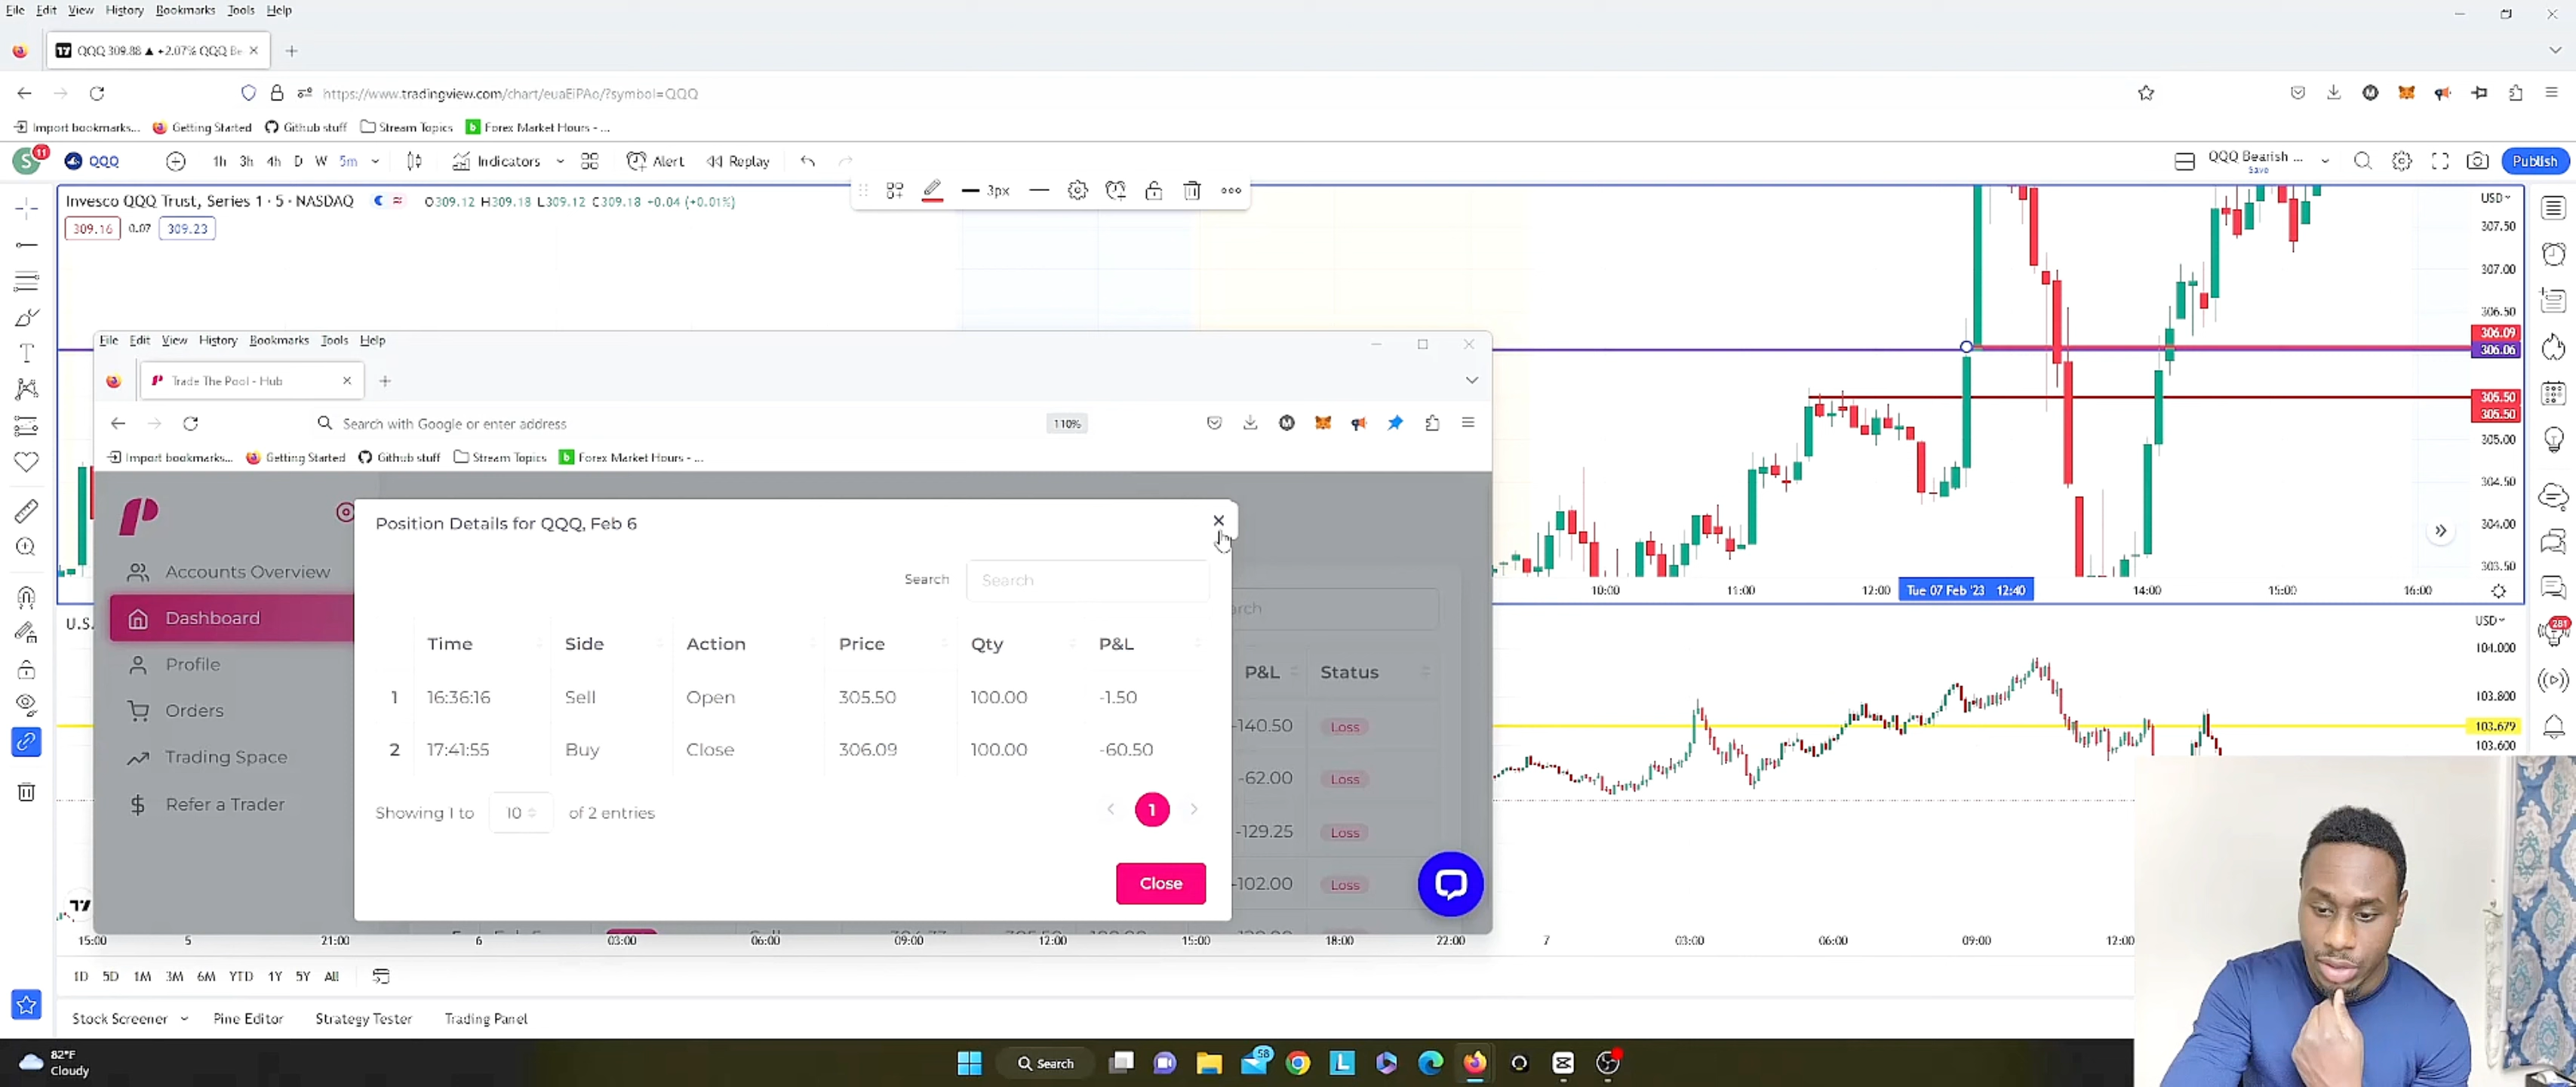 File Edit View History Bookmarks Tools Help
QQQ 309.88 ▲ +2.07% QQQ Be
https://www.tradingview.com/chart/euaEiPAo/?symbol=QQQ
Import bookmarks... Getting Started Github stuff Stream Topics Forex Market Hours - ...
S 11 QQQ 1h 3h 4h D W 5m Indicators Alert Replay QQQ Bearish ... Save Publish
3px
Invesco QQQ Trust, Series 1 · 5 · NASDAQ O309.12 H309.18 L309.12 C309.18 +0.04 (+0.01%)
309.16 0.07 309.23
USD
307.50
307.00
306.50
306.09
306.06
305.50
305.50
305.00
304.50
304.00
303.50
10:00 11:00 12:00 Tue 07 Feb '23 12:40 14:00 15:00 16:00
File Edit View History Bookmarks Tools Help
Trade The Pool - Hub
Search with Google or enter address 110%
Import bookmarks... Getting Started Github stuff Stream Topics Forex Market Hours - ...
Accounts Overview
Dashboard
Profile
Orders
Trading Space
Refer a Trader
Position Details for QQQ, Feb 6
Search Search
Time Side Action Price Qty P&L
1 16:36:16 Sell Open 305.50 100.00 -1.50
2 17:41:55 Buy Close 306.09 100.00 -60.50
Showing 1 to 10 of 2 entries
1
Close
arch
P&L Status
-140.50 Loss
-62.00 Loss
-129.25 Loss
-102.00 Loss
U.S.
USD
104.000
103.800
103.679
103.600
281
15:00 5 21:00 6 03:00 06:00 09:00 12:00 15:00 18:00 22:00 7 03:00 06:00 09:00 12:00
1D 5D 1M 3M 6M YTD 1Y 5Y All
Stock Screener Pine Editor Strategy Tester Trading Panel
82°F
Cloudy
Search
58